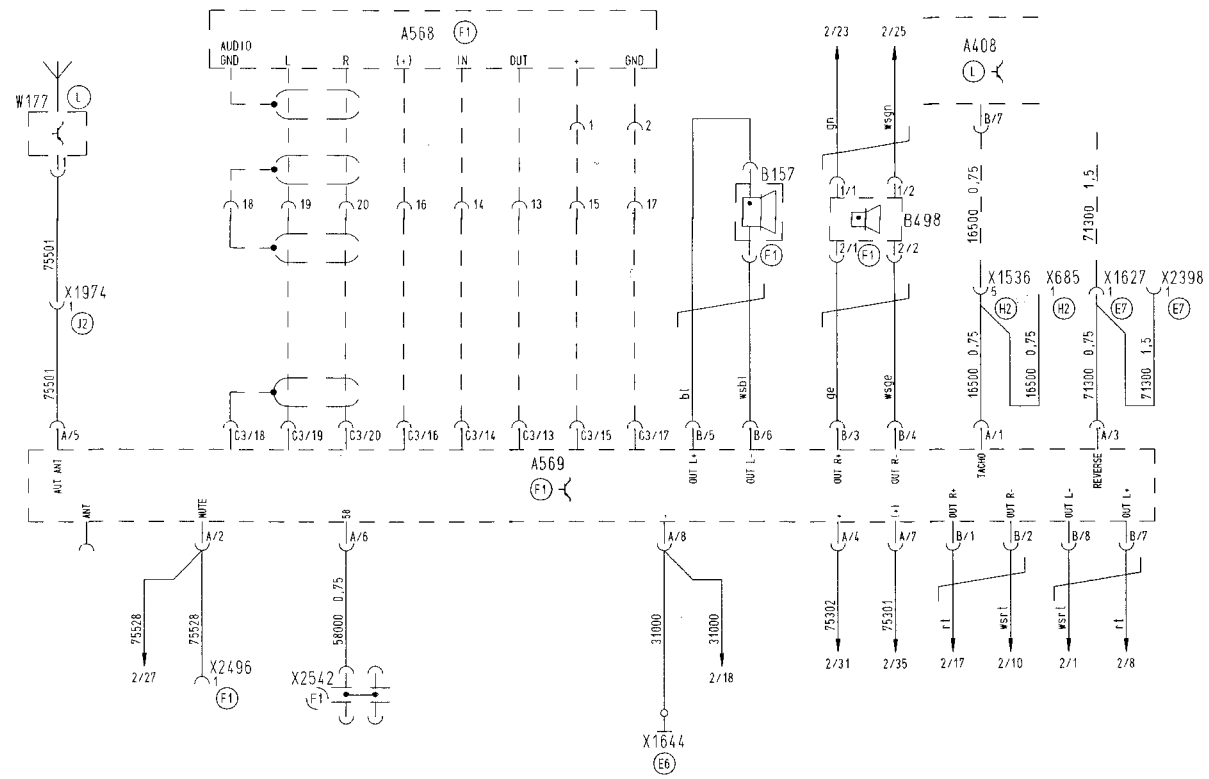 A568 F1
2/23 2/25
A408
L
AUDIO
GND L R (+) IN OUT + GND
W177 L
B/7
1 2
gn wsgn
B157
F1
1/1 1/2
B498
2/1 F1 2/2
18 19 20 16 14 13 15 17
16500 0,75
71300 1,5
75501
X1974
1
J2
X1536
5
H2
X685
1
H2
X1627
1
E7
X2398
1
E7
75501
bl wsbl ge wsge
16500 0,75
16500 0,75
71300 0,75
71300 1,5
A/5 C3/18 C3/19 C3/20 C3/16 C3/14 C3/13 C3/15 C3/17 B/5 B/6 B/3 B/4 A/1 A/3
A569
F1
AUT ANT OUT L+ OUT L- OUT R+ OUT R- TACHO REVERSE
ANT MUTE 58 - + (+) OUT R+ OUT R- OUT L- OUT L+
A/2 A/6 A/8 A/4 A/7 B/1 B/2 B/8 B/7
75528 75528 58000 0,75 31000 31000 75302 75301 rt wsrt wsrt rt
2/27
X2496
1
F1
X2542
F1
2/18
2/31 2/35 2/17 2/10 2/1 2/8
X1644
E6